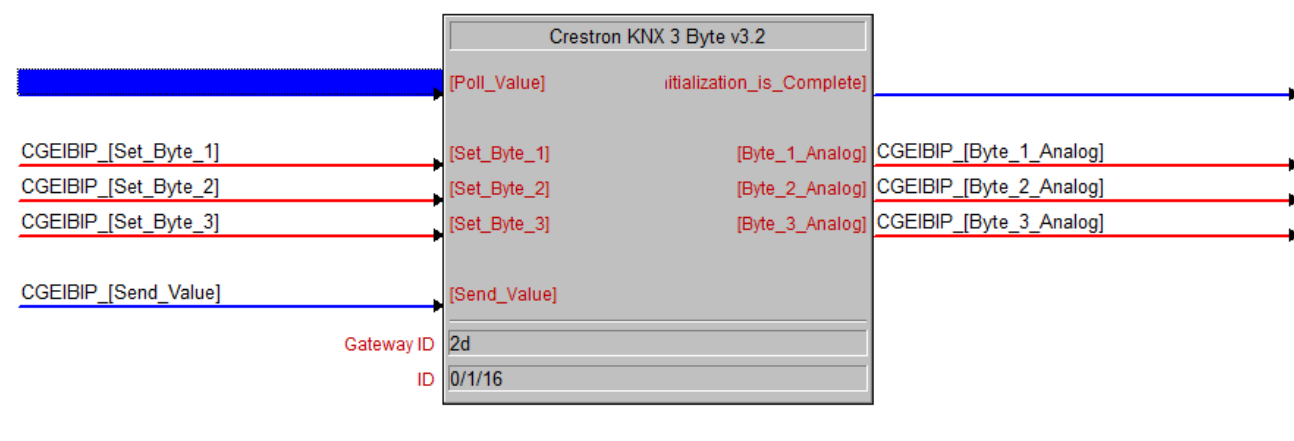 Crestron KNX 3 Byte v3.2
[Poll_Value] itialization_is_Complete]
CGEIBIP_[Set_Byte_1] [Set_Byte_1] [Byte_1_Analog] CGEIBIP_[Byte_1_Analog]
CGEIBIP_[Set_Byte_2] [Set_Byte_2] [Byte_2_Analog] CGEIBIP_[Byte_2_Analog]
CGEIBIP_[Set_Byte_3] [Set_Byte_3] [Byte_3_Analog] CGEIBIP_[Byte_3_Analog]
CGEIBIP_[Send_Value] [Send_Value]
Gateway ID 2d
ID 0/1/16